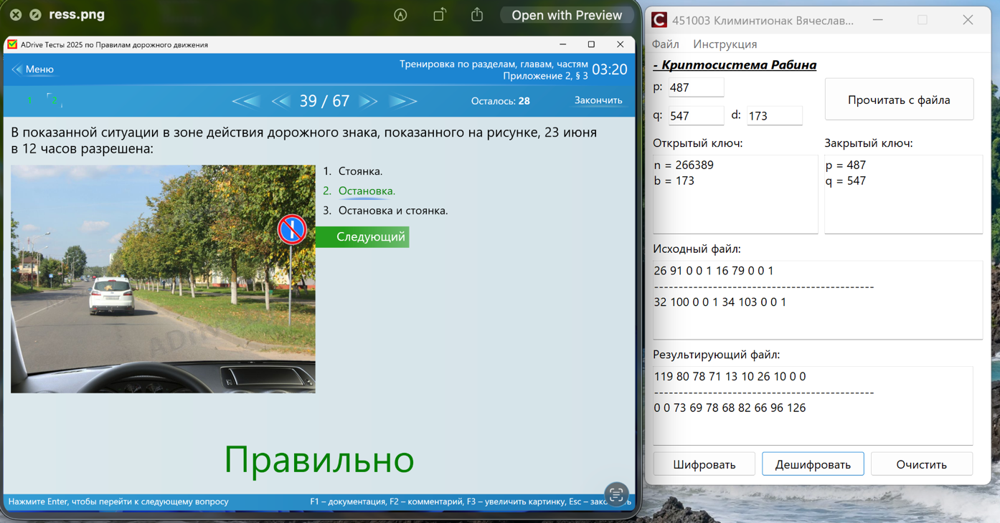 ress.png
Open with Preview
ADrive Тесты 2025 по Правилам дорожного движения
Меню
Тренировка по разделам, главам, частям
Приложение 2, § 3
03:20
1 2
39 / 67
Осталось: 28
Закончить
В показанной ситуации в зоне действия дорожного знака, показанного на рисунке, 23 июня
в 12 часов разрешена:
1. Стоянка.
2. Остановка.
3. Остановка и стоянка.
Следующий
Правильно
Нажмите Enter, чтобы перейти к следующему вопросу
F1 – документация, F2 – комментарий, F3 – увеличить картинку, Esc –
451003 Климинтионак Вячеслав...
Файл Инструкция
- Криптосистема Рабина
p: 487
Прочитать с файла
q: 547 d: 173
Открытый ключ:
Закрытый ключ:
n = 266389
b = 173
p = 487
q = 547
Исходный файл:
26 91 0 0 1 16 79 0 0 1
--------------------------------------------
32 100 0 0 1 34 103 0 0 1
Результирующий файл:
119 80 78 71 13 10 26 10 0 0
--------------------------------------------
0 0 73 69 78 68 82 66 96 126
Шифровать
Дешифровать
Очистить